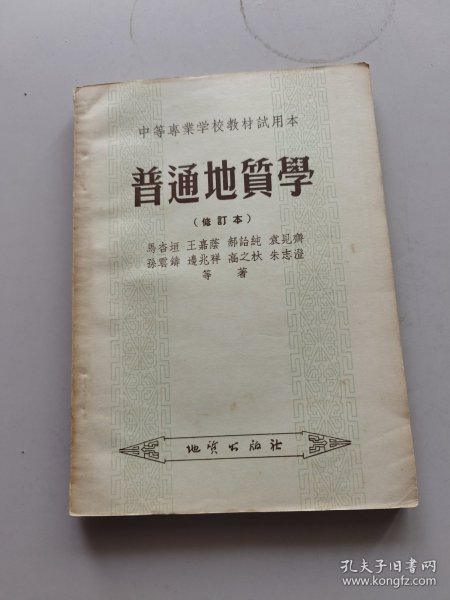 中等專業学校教材試用本
普通地質學
(修訂本)
馬杏垣 王嘉蔭 郝詒純 袁見齊
孫雲鑄 邊兆祥 高之杕 朱志澄
等 著
地质出版社
孔夫子旧书网
www.kongfz.com